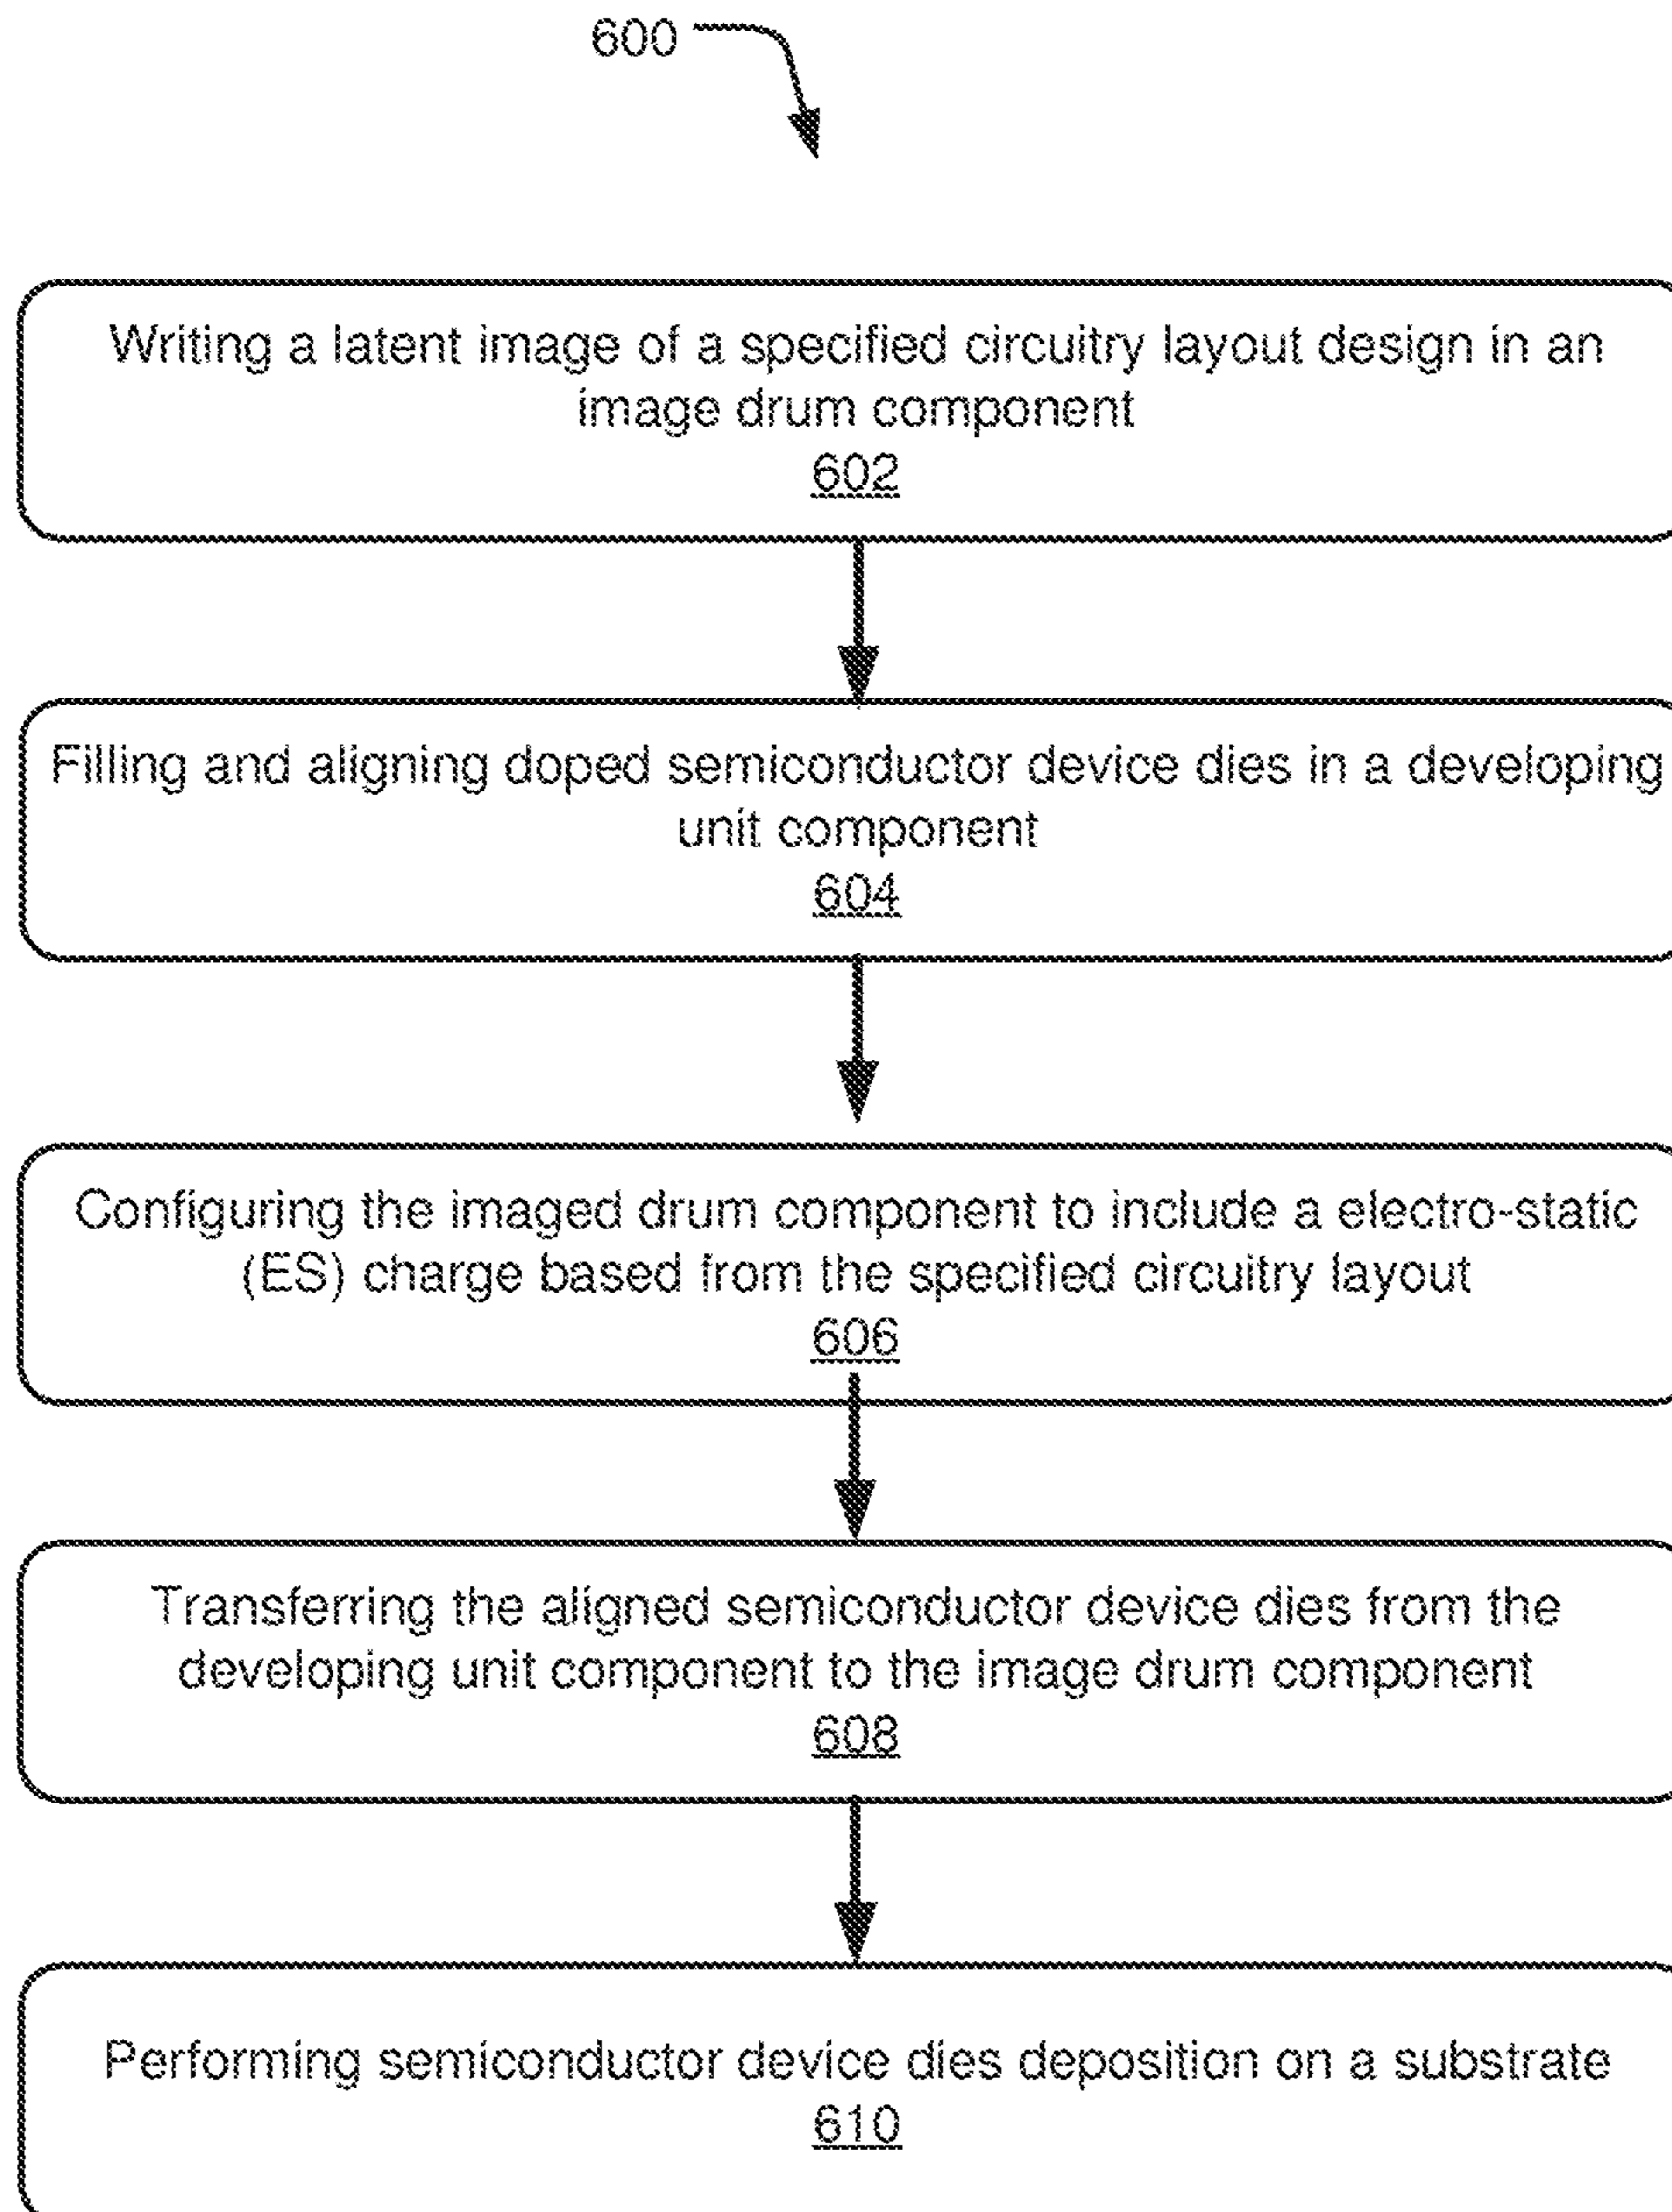 600
Writing a latent image of a specified circuitry layout design in an
image drum component
602
Filling and aligning doped semiconductor device dies in a developing
unit component
604
Configuring the imaged drum component to include a electro-static
(ES) charge based from the specified circuitry layout
606
Transferring the aligned semiconductor device dies from the
developing unit component to the image drum component
608
Performing semiconductor device dies deposition on a substrate
610